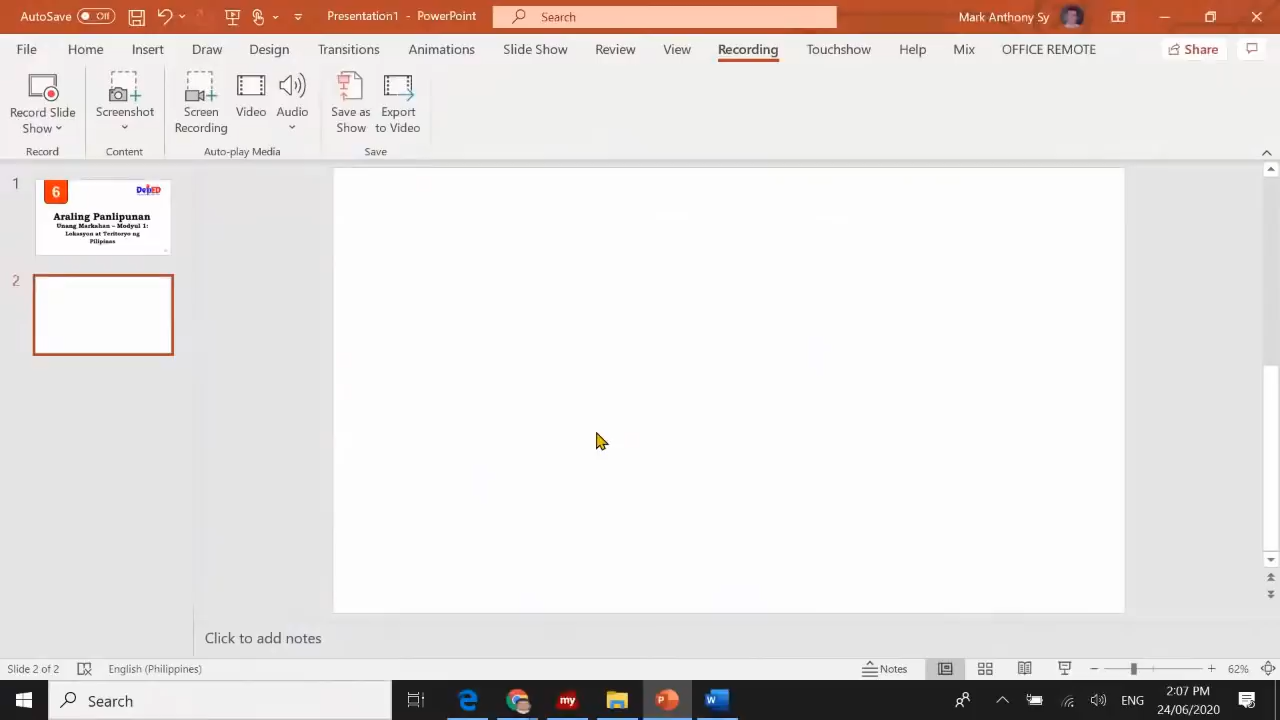 AutoSave Off Presentation1 - PowerPoint Search Mark Anthony Sy
File Home Insert Draw Design Transitions Animations Slide Show Review View Recording Touchshow Help Mix OFFICE REMOTE Share
Record Slide Show
Screenshot
Screen Recording
Video
Audio
Save as Show
Export to Video
Record Content Auto-play Media Save
1
6
DepED
Araling Panlipunan
Unang Markahan – Modyul 1:
Lokasyon at Teritoryo ng
Pilipinas
2
Click to add notes
Slide 2 of 2 English (Philippines) Notes 62%
Search my ENG 2:07 PM
24/06/2020